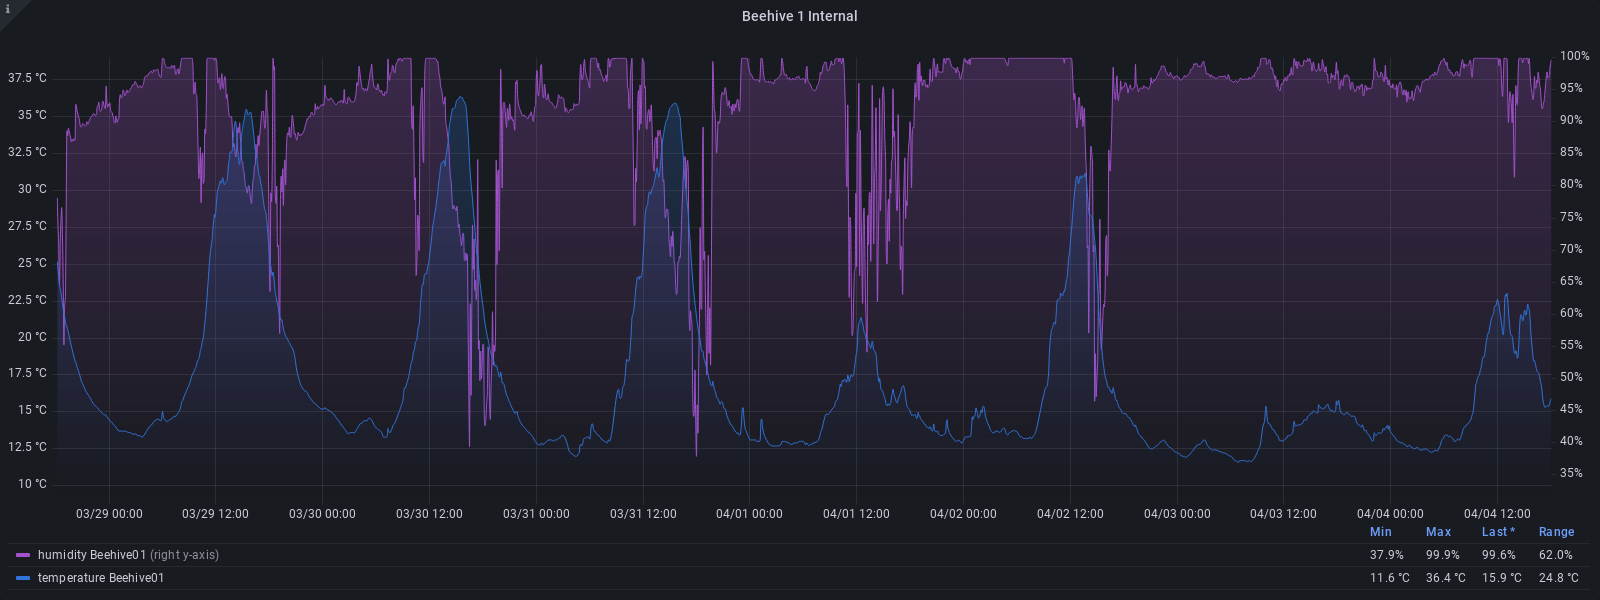 i
Beehive 1 Internal
37.5 °C
35 °C
32.5 °C
30 °C
27.5 °C
25 °C
22.5 °C
20 °C
17.5 °C
15 °C
12.5 °C
10 °C
100%
95%
90%
85%
80%
75%
70%
65%
60%
55%
50%
45%
40%
35%
03/29 00:00 03/29 12:00 03/30 00:00 03/30 12:00 03/31 00:00 03/31 12:00 04/01 00:00 04/01 12:00 04/02 00:00 04/02 12:00 04/03 00:00 04/03 12:00 04/04 00:00 04/04 12:00
Min Max Last * Range
humidity Beehive01 (right y-axis) 37.9% 99.9% 99.6% 62.0%
temperature Beehive01 11.6 °C 36.4 °C 15.9 °C 24.8 °C